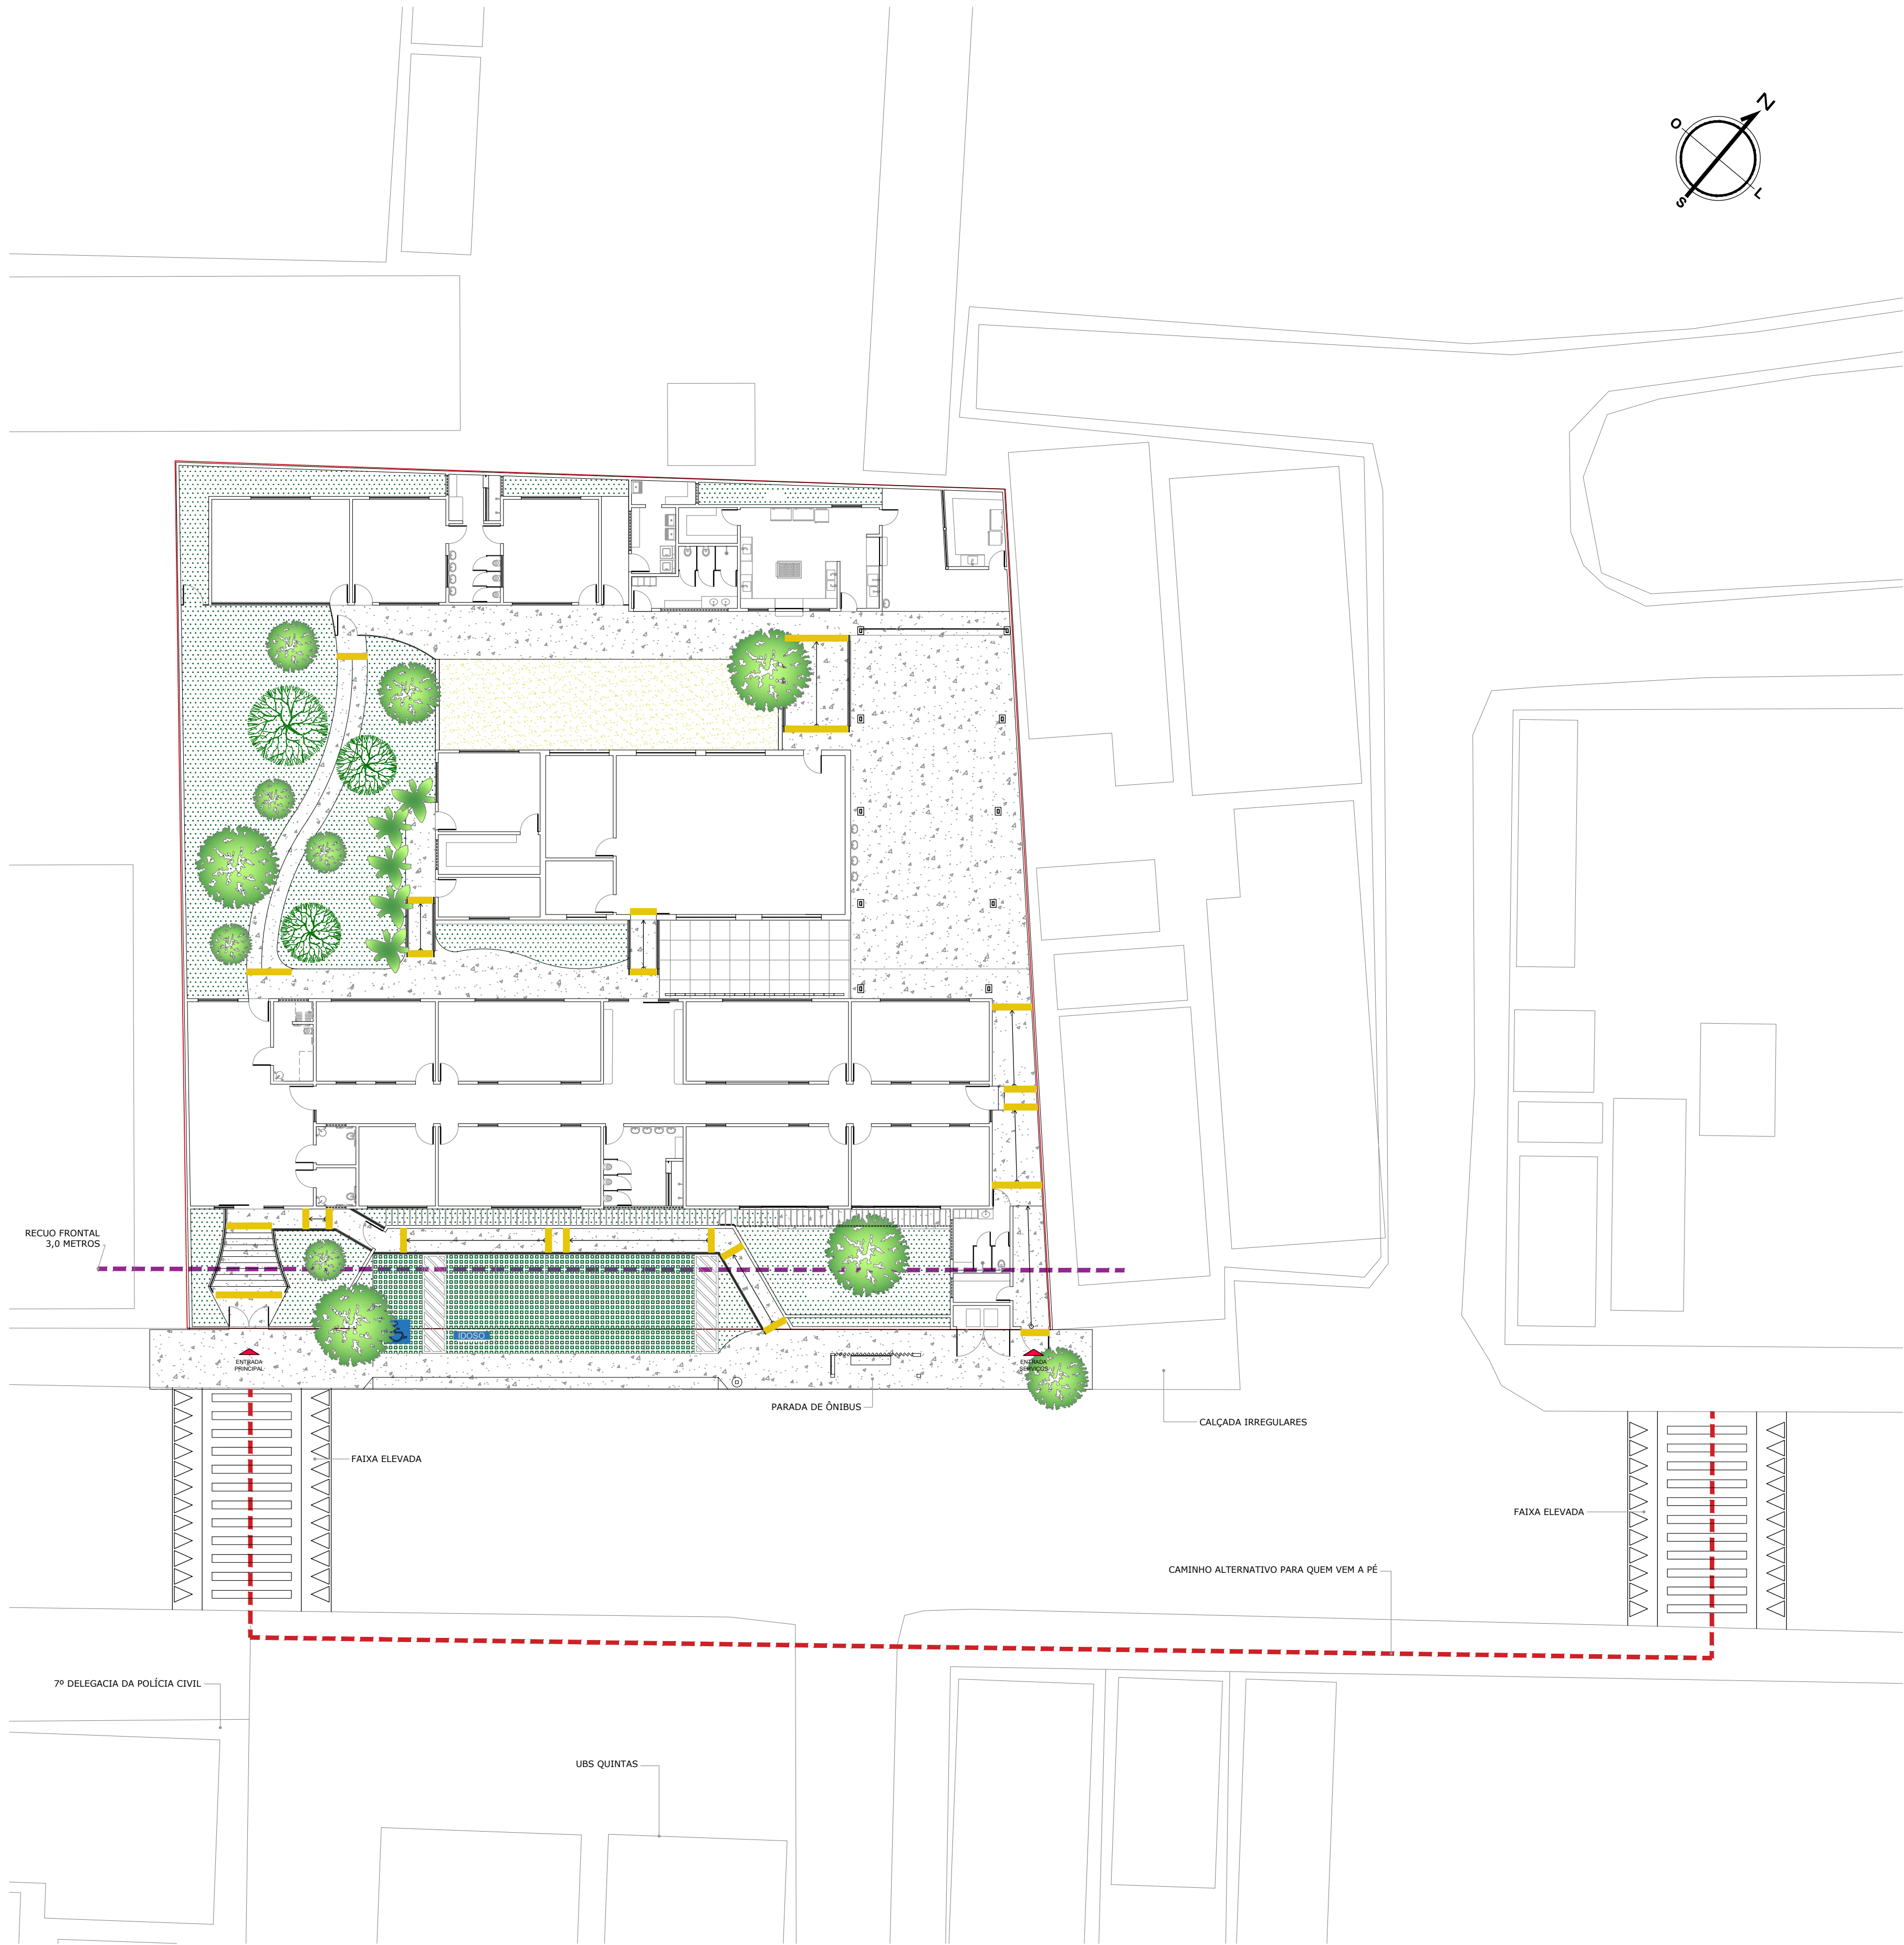 N
O
L
S
RECUO FRONTAL
3,0 METROS
IDOSO
ENTRADA
PRINCIPAL
ENTRADA
SERVIÇOS
PARADA DE ÔNIBUS
CALÇADA IRREGULARES
FAIXA ELEVADA
FAIXA ELEVADA
CAMINHO ALTERNATIVO PARA QUEM VEM A PÉ
7º DELEGACIA DA POLÍCIA CIVIL
UBS QUINTAS